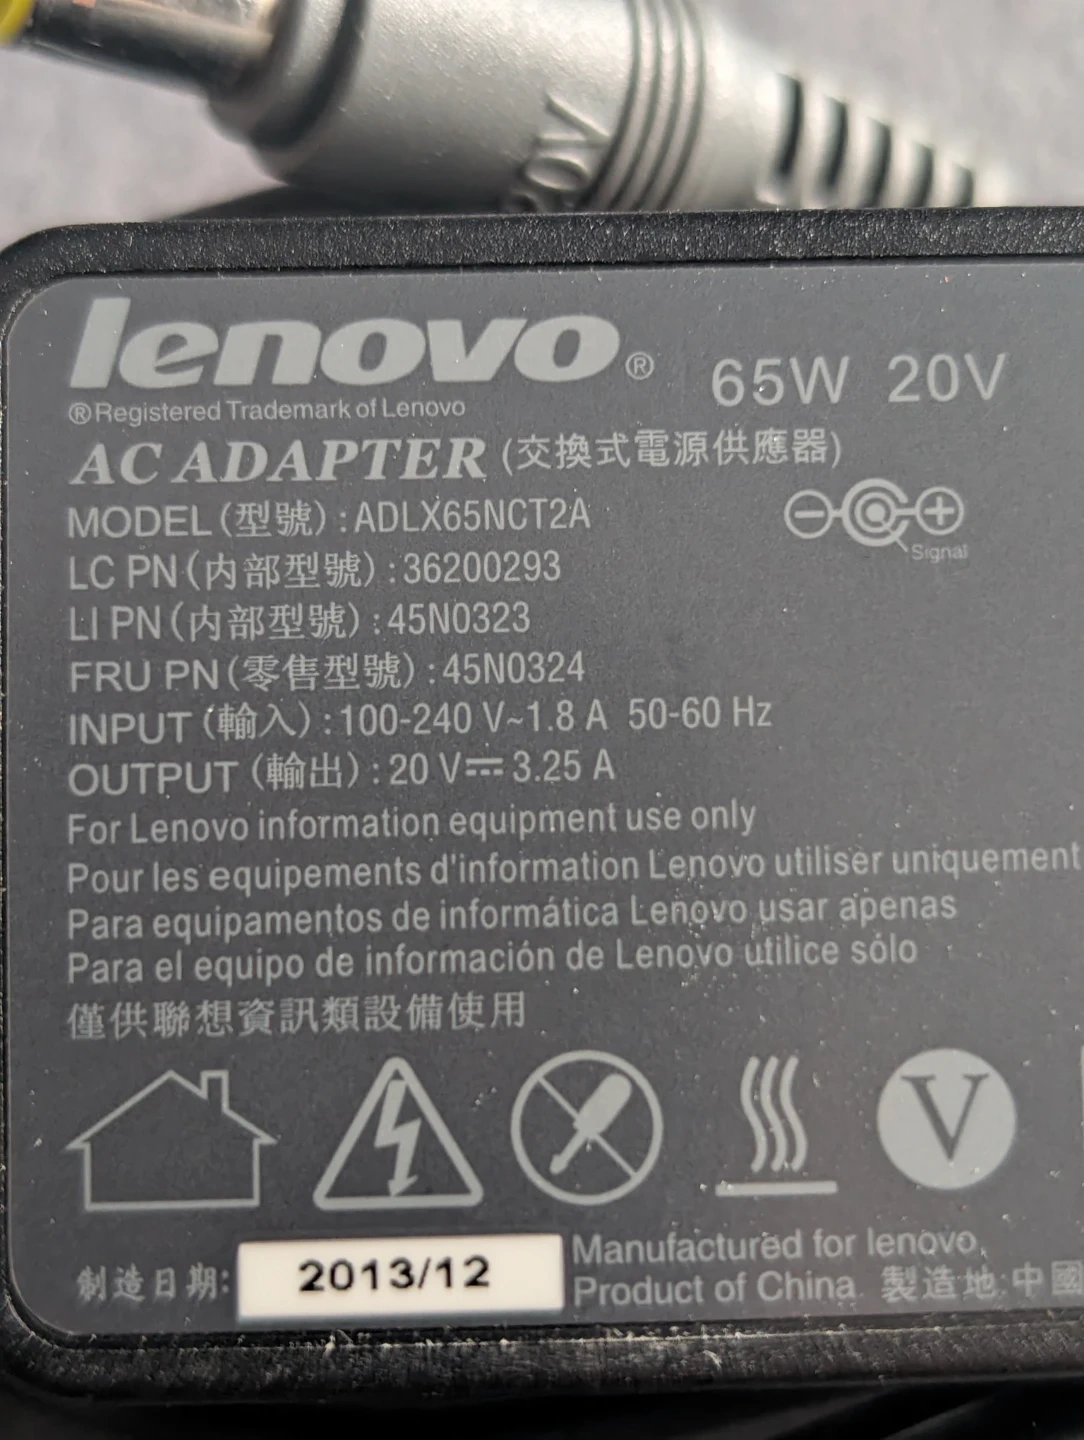 20V
lenovo® 65W 20V
®Registered Trademark of Lenovo
AC ADAPTER (交換式電源供應器)
MODEL (型號) : ADLX65NCT2A
Signal
LC PN (内部型號) : 36200293
LI PN (内部型號) : 45N0323
FRU PN (零售型號) : 45N0324
INPUT (輸入) : 100-240 V~1.8 A 50-60 Hz
OUTPUT (輸出) : 20 V⎓3.25 A
For Lenovo information equipment use only
Pour les equipements d'information Lenovo utiliser uniquement
Para equipamentos de informática Lenovo usar apenas
Para el equipo de información de Lenovo utilice sólo
僅供聯想資訊類設備使用
V
制造日期: 2013/12
Manufactured for lenovo,
Product of China 製造地:中國